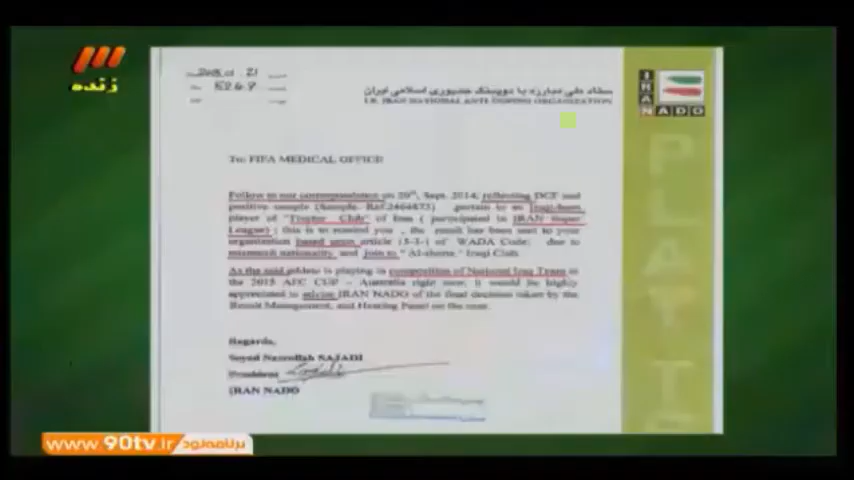 زنده
ستاد ملی مبارزه با دوپینگ جمهوری اسلامی ایران
I.R. IRAN NATIONAL ANTI DOPING ORGANIZATION
IRAN
NADO
To: FIFA MEDICAL OFFICE
Follow to our correspondence on 20th, Sept. 2014, reflecting DCF and
positive sample (Sample. Ref.2464873) pertain to an Iraqi-born
player of "Tractor Club" of Iran ( participated in IRAN Super
League) ; this is to remind you , the result has been sent to your
organization based upon article of WADA Code; due to
mismatch nationality and join to " Al-shorta " Iraqi Club.
As the said athlete is playing in competition of National Iraq Team in
the 2015 AFC CUP – Australia right now, it would be highly
appreciated to advise IRAN NADO of the final decision taken by the
Result Management, and Hearing Panel on the case.
Regards,
Seyed Nasrollah SAJADI
President
IRAN NADO
www.90tv.ir
برنامه‌نود